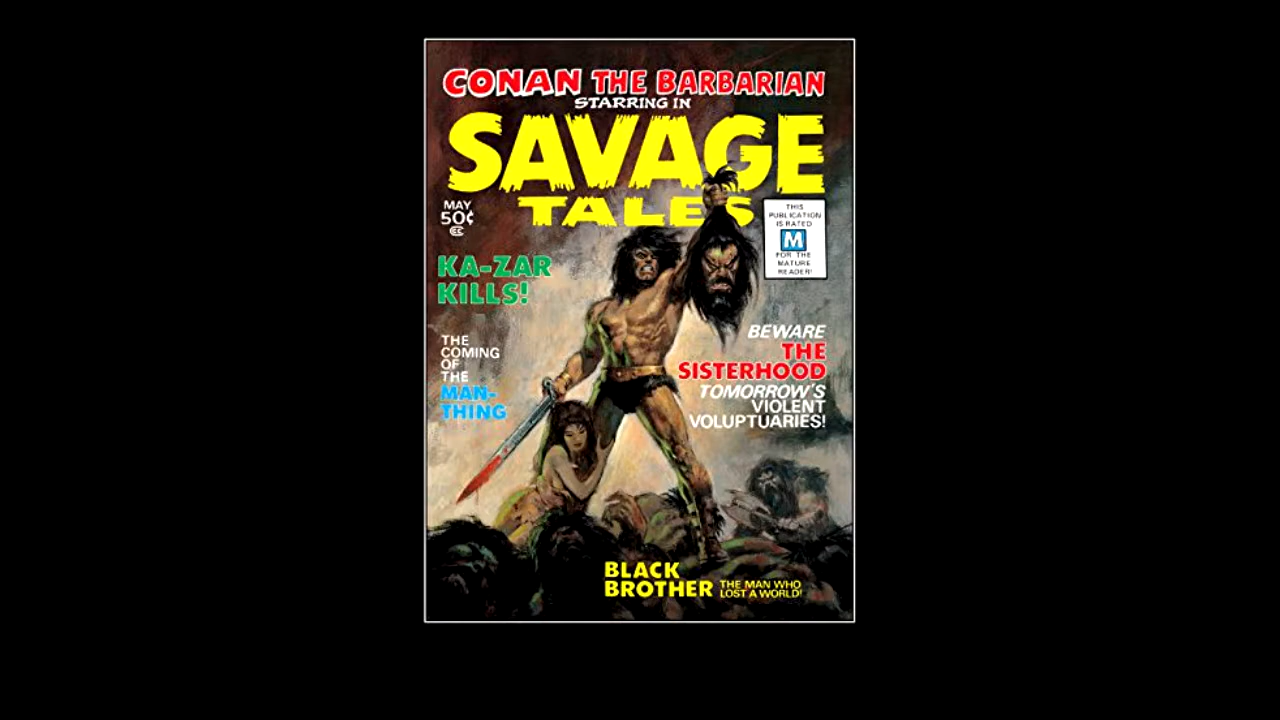 CONAN THE BARBARIAN
STARRING IN
SAVAGE
TALES
MAY
50¢
CC
THIS
PUBLICATION
IS RATED
M
FOR THE
MATURE
READER!
KA-ZAR
KILLS!
THE
COMING
OF
THE
MAN-
THING
BEWARE
THE
SISTERHOOD
TOMORROW'S
VIOLENT
VOLUPTUARIES!
BLACK
BROTHER THE MAN WHO
LOST A WORLD!